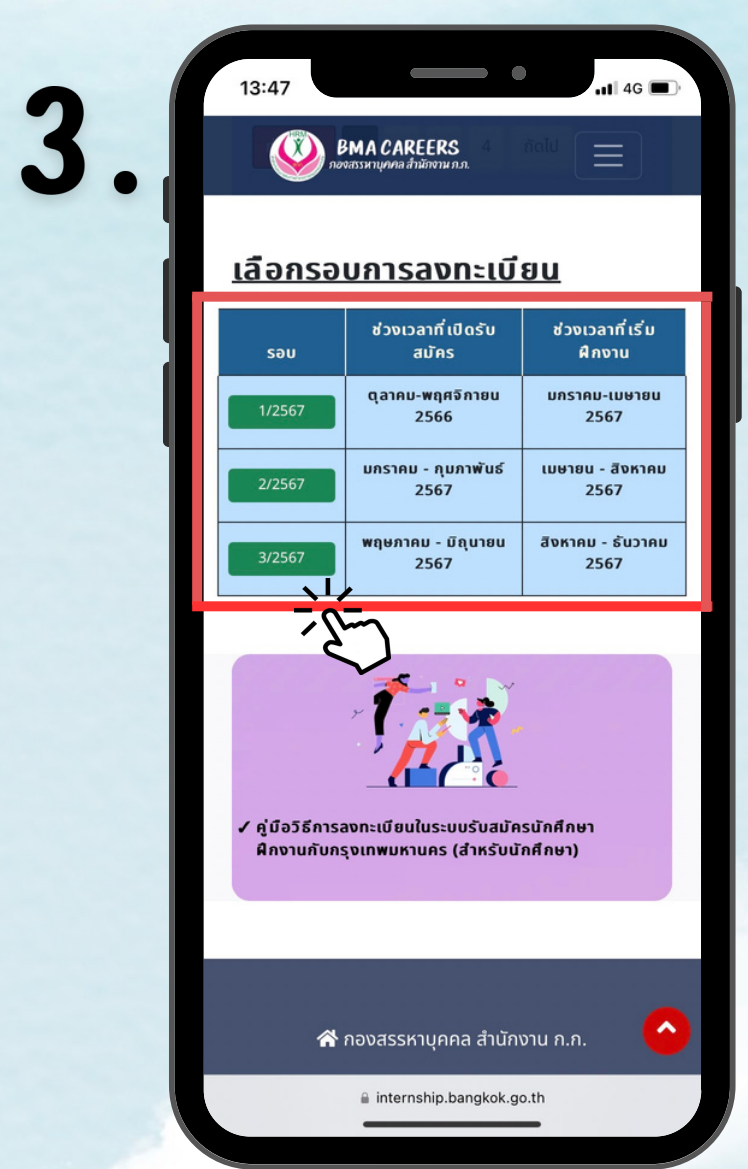 3.
13:47
4G
HRM
BMA CAREERS
กองสรรหาบุคคล สำนักงาน ก.ก.
4 ถัดไป
เลือกรอบการลงทะเบียน
รอบ
ช่วงเวลาที่เปิดรับ
สมัคร
ช่วงเวลาที่เริ่ม
ฝึกงาน
1/2567
ตุลาคม-พฤศจิกายน
2566
มกราคม-เมษายน
2567
2/2567
มกราคม - กุมภาพันธ์
2567
เมษายน - สิงหาคม
2567
3/2567
พฤษภาคม - มิถุนายน
2567
สิงหาคม - ธันวาคม
2567
✓ คู่มือวิธีการลงทะเบียนในระบบรับสมัครนักศึกษา
ฝึกงานกับกรุงเทพมหานคร (สำหรับนักศึกษา)
กองสรรหาบุคคล สำนักงาน ก.ก.
internship.bangkok.go.th